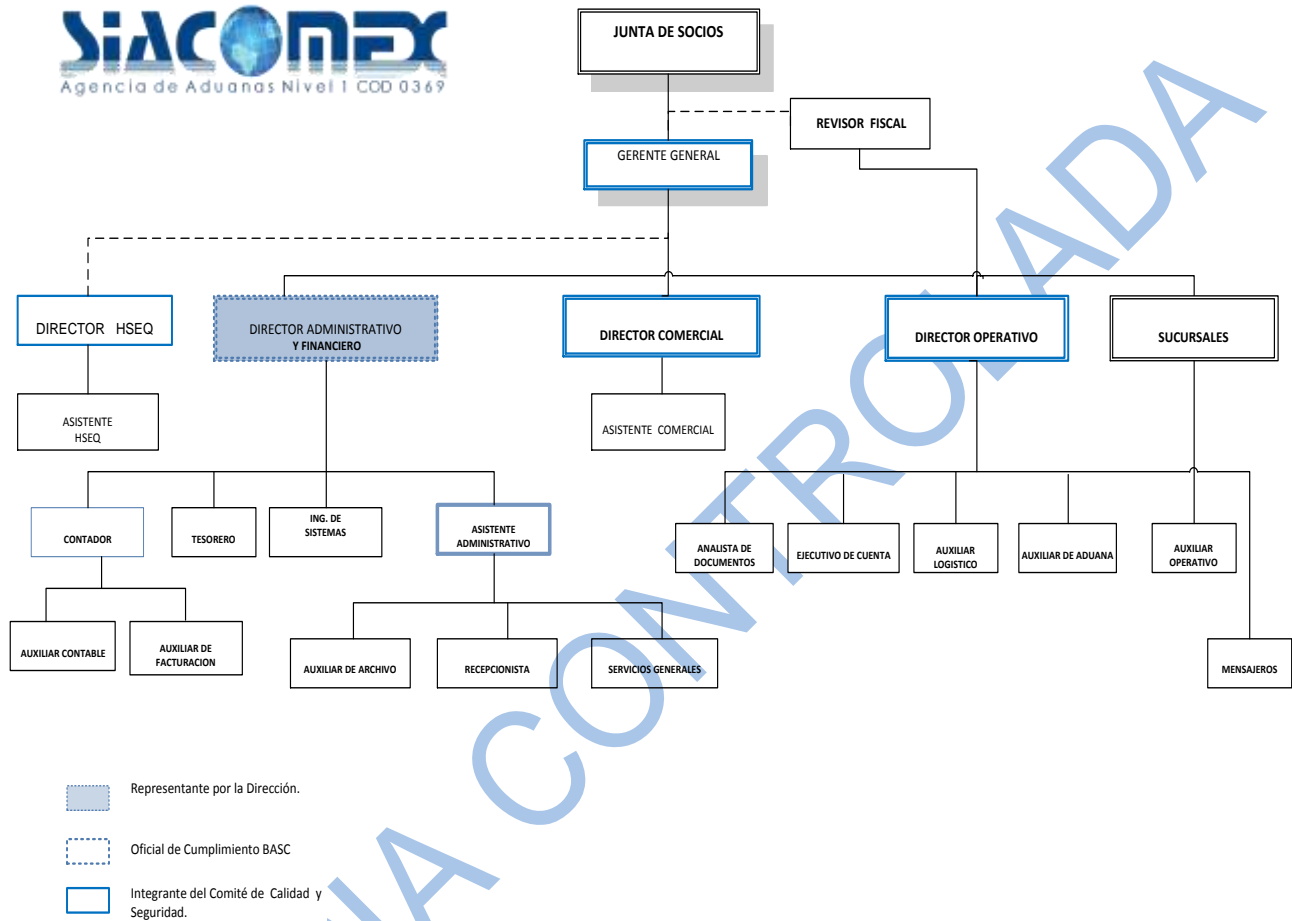 SIACOMEX
Agencia de Aduanas Nivel 1 COD 0369
JUNTA DE SOCIOS
REVISOR FISCAL
GERENTE GENERAL
DIRECTOR HSEQ
DIRECTOR ADMINISTRATIVO
Y FINANCIERO
DIRECTOR COMERCIAL
DIRECTOR OPERATIVO
SUCURSALES
ASISTENTE
HSEQ
ASISTENTE COMERCIAL
CONTADOR
TESORERO
ING. DE
SISTEMAS
ASISTENTE
ADMINISTRATIVO
ANALISTA DE
DOCUMENTOS
EJECUTIVO DE CUENTA
AUXILIAR
LOGISTICO
AUXILIAR DE ADUANA
AUXILIAR
OPERATIVO
AUXILIAR CONTABLE
AUXILIAR DE
FACTURACION
AUXILIAR DE ARCHIVO
RECEPCIONISTA
SERVICIOS GENERALES
MENSAJEROS
Representante por la Dirección.
Oficial de Cumplimiento BASC
Integrante del Comité de Calidad y
Seguridad.
CONTROLADA